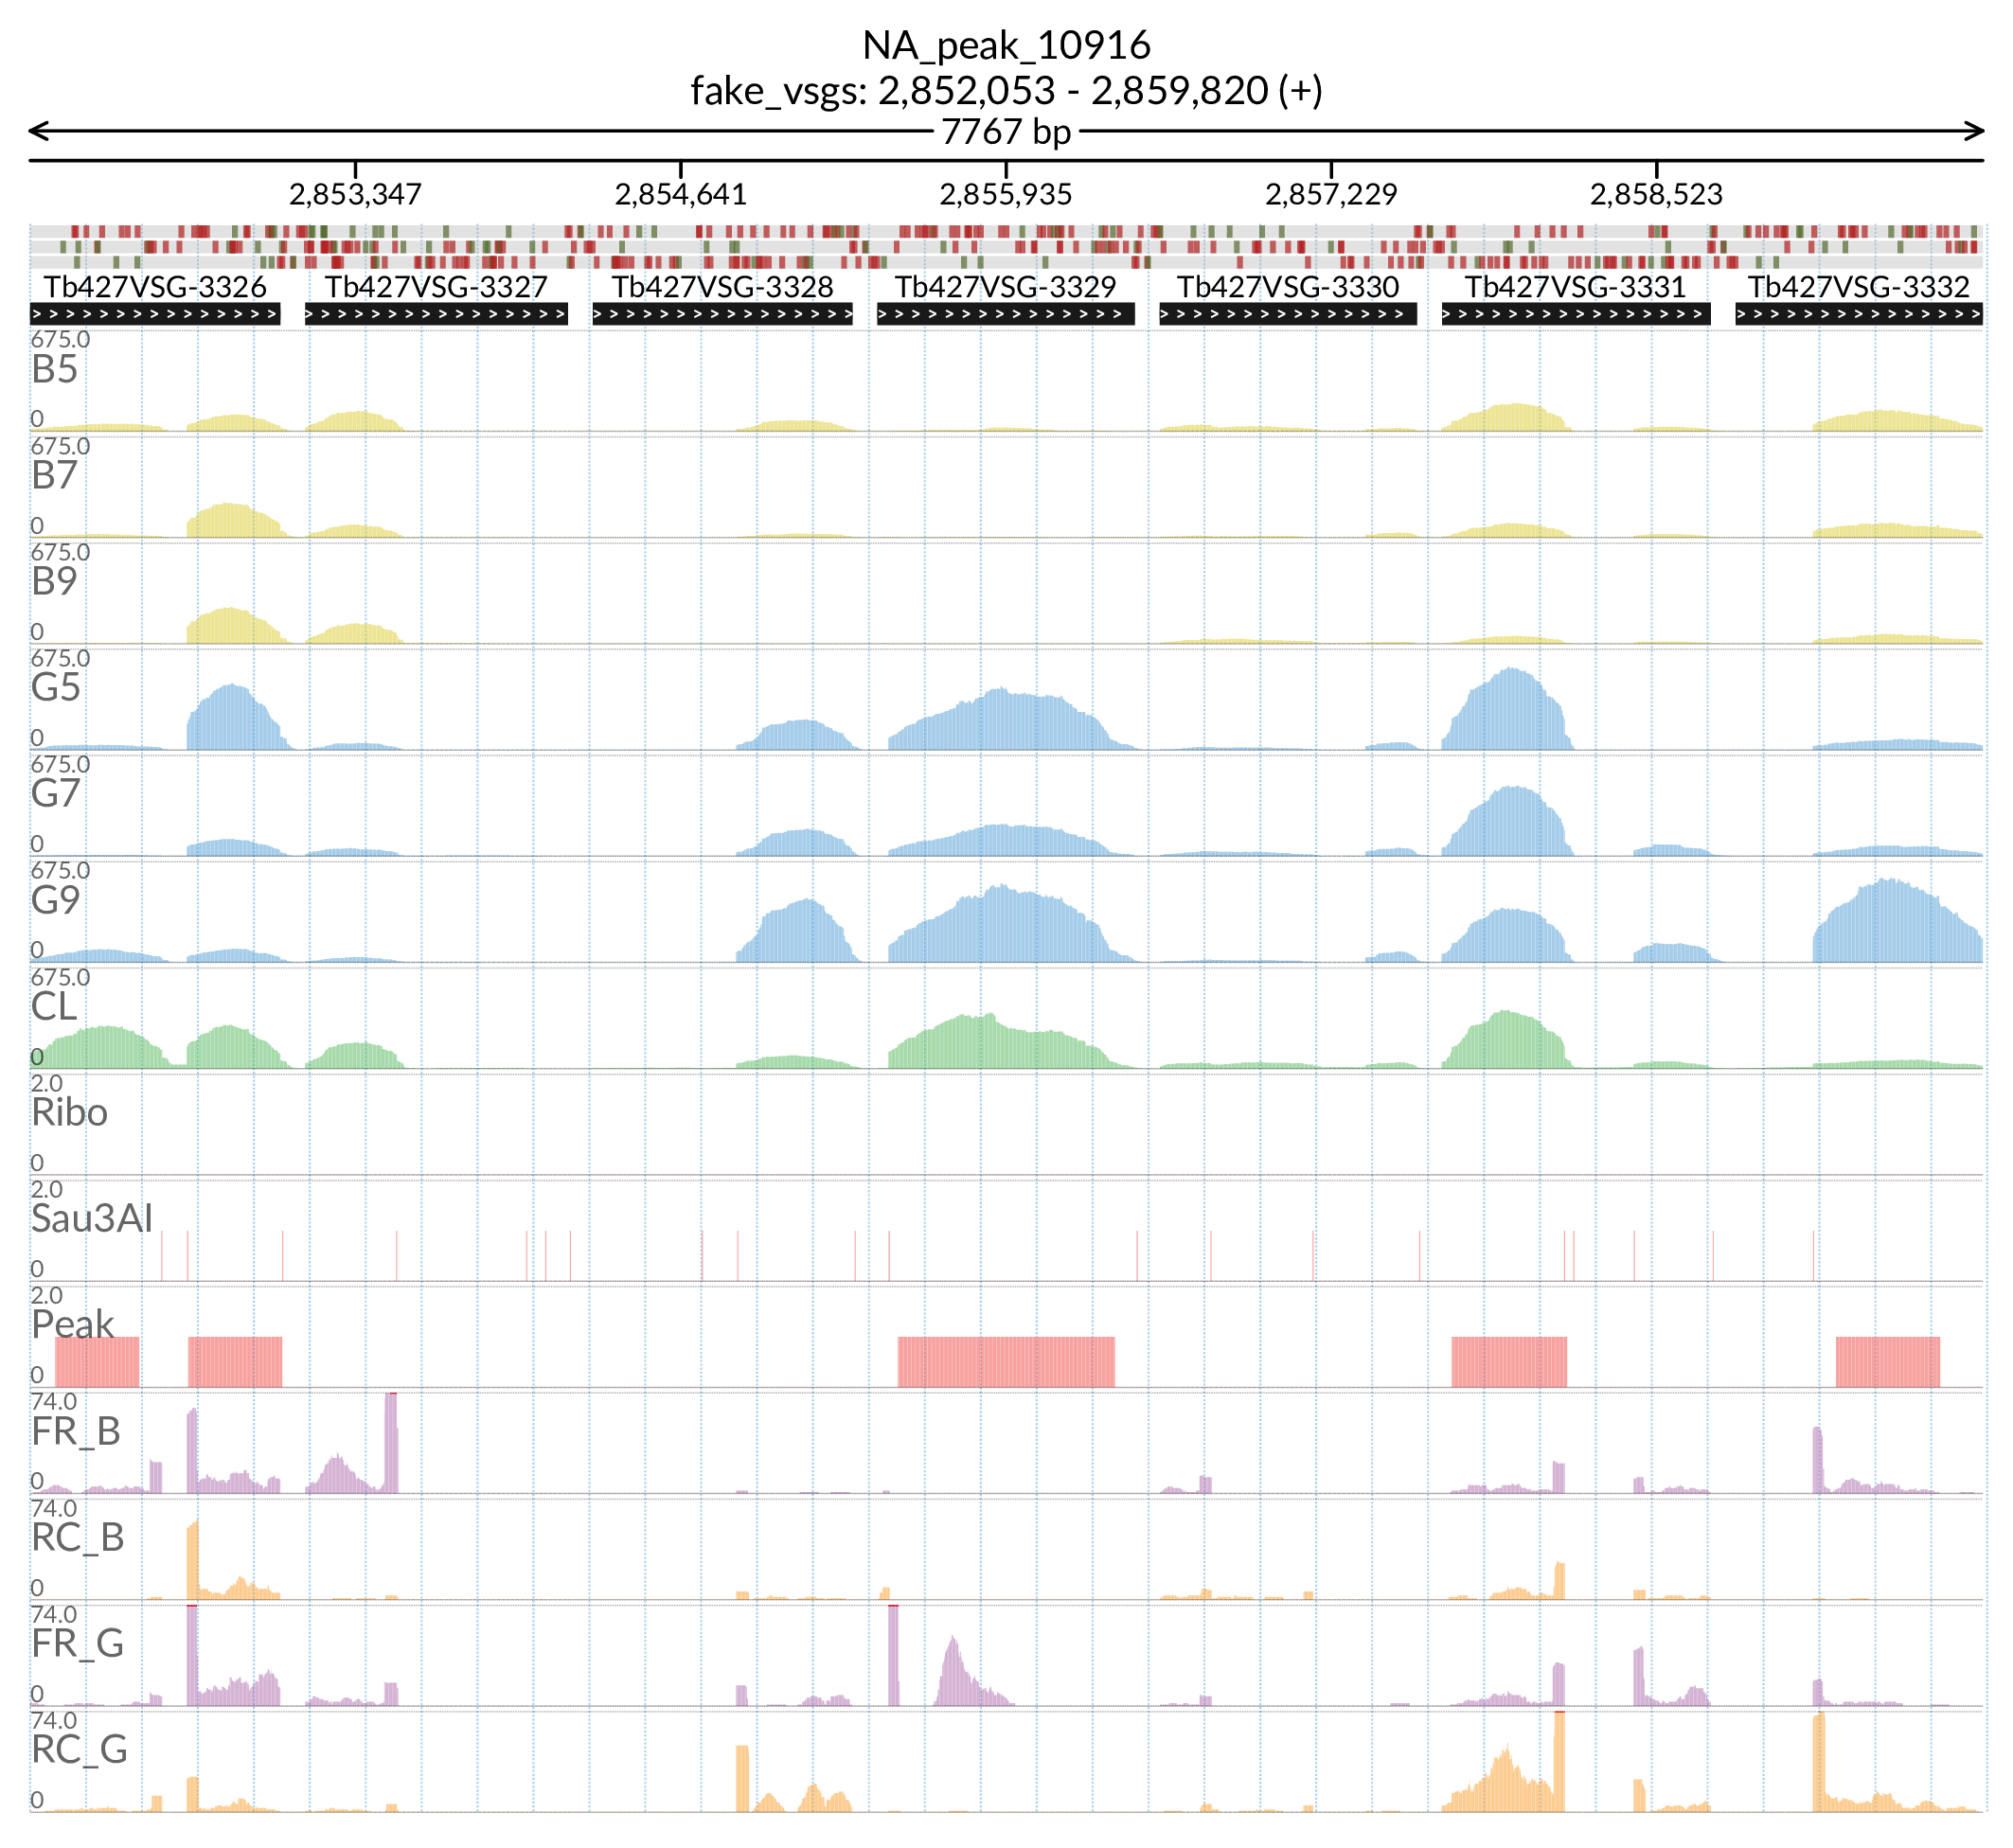 NA_peak_10916
fake_vsgs: 2,852,053 - 2,859,820 (+)
7767 bp
2,853,347 2,854,641 2,855,935 2,857,229 2,858,523
Tb427VSG-3326 Tb427VSG-3327 Tb427VSG-3328 Tb427VSG-3329 Tb427VSG-3330 Tb427VSG-3331 Tb427VSG-3332
675.0
B5
0
675.0
B7
0
675.0
B9
0
675.0
G5
0
675.0
G7
0
675.0
G9
0
675.0
CL
0
2.0
Ribo
0
2.0
Sau3AI
0
2.0
Peak
0
74.0
FR_B
0
74.0
RC_B
0
74.0
FR_G
0
74.0
RC_G
0